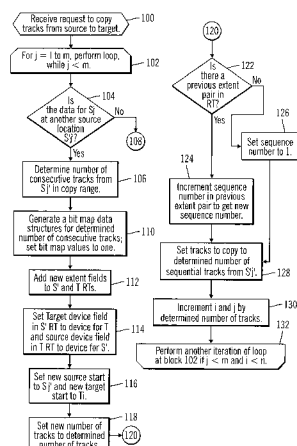 Receive request to copy
tracks from source to target.
100
For j = 1 to m, perform loop,
while j < m.
102
Is
the data for Sj
at another source
location
Sj'?
104
No
108
Yes
Determine number of
consecutive tracks from
Sj' in copy range.
106
Generate a bit map data
structures for determined
number of consecutive tracks;
set bit map values to one.
110
Add new extent fields
to S' and T RTs.
112
Set Target device field
in S' RT to device for T
and source device field
in T RT to device for S'.
114
Set new source start
to Sj' and new target
start to Ti.
116
Set new number of
tracks to determined
number of tracks.
118
120
120
Is
there a
previous extent
pair in
RT?
122
No
Yes
126
Set sequence
number to 1.
124
Increment sequence
number in previous
extent pair to get new
sequence number.
Set tracks to copy to
determined number of
sequential tracks from S'j'.
128
Increment i and j by
determined number of tracks.
130
132
Perform another iteration of loop
at block 102 if j < m and i < n.